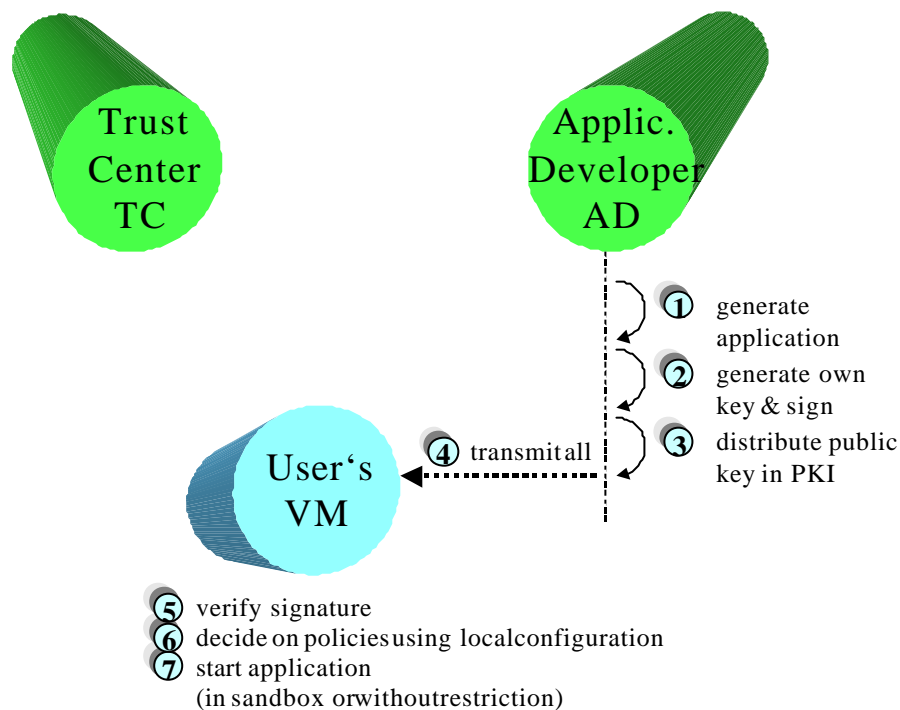 Trust
Center
TC
Applic.
Developer
AD
1 generate
application
2 generate own
key & sign
3 distribute public
key in PKI
4 transmit all
User‘s
VM
5 verify signature
6 decide on policies using local configuration
7 start application
(in sandbox or without restriction)